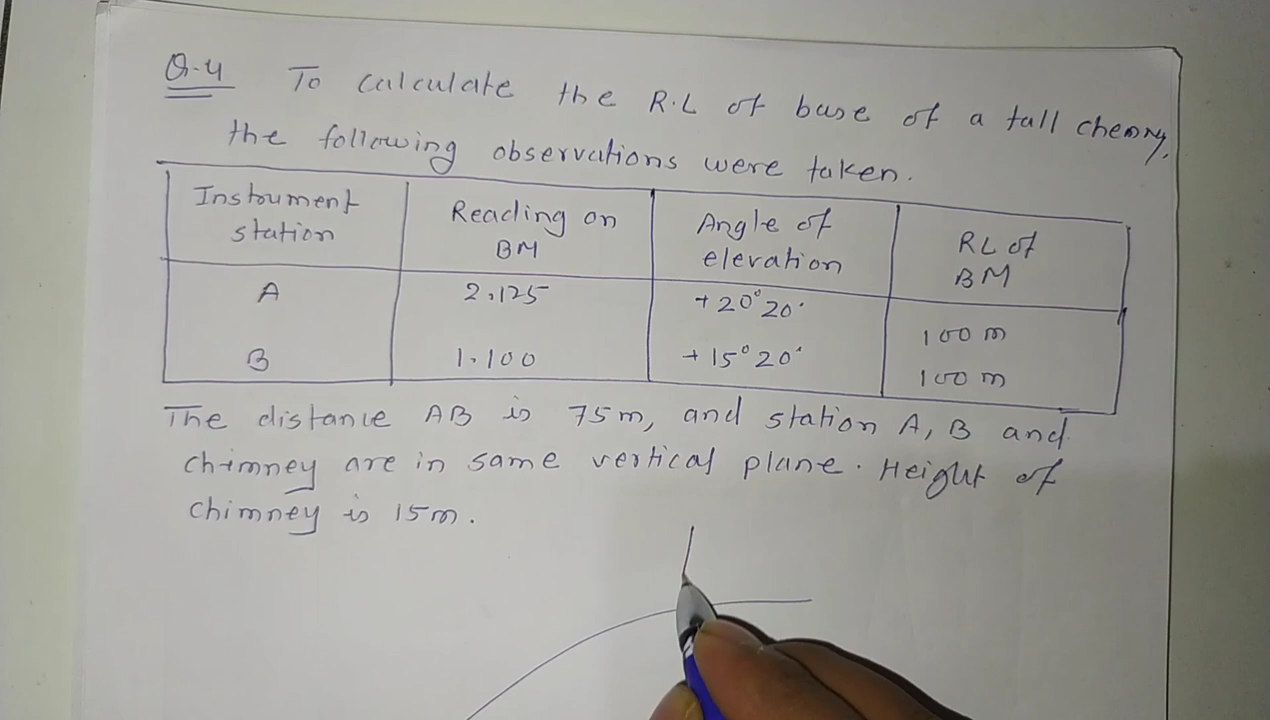 Q-4 To calculate the R.L of base of a tall chemny,
the following observations were taken.
Instrument station | Reading on BM | Angle of elevation | RL of BM
A | 2.125 | +20°20' | 100 m
B | 1.100 | +15°20' | 100 m
The distance AB is 75m, and station A, B and
chimney are in same vertical plane. Height of
chimney is 15m.